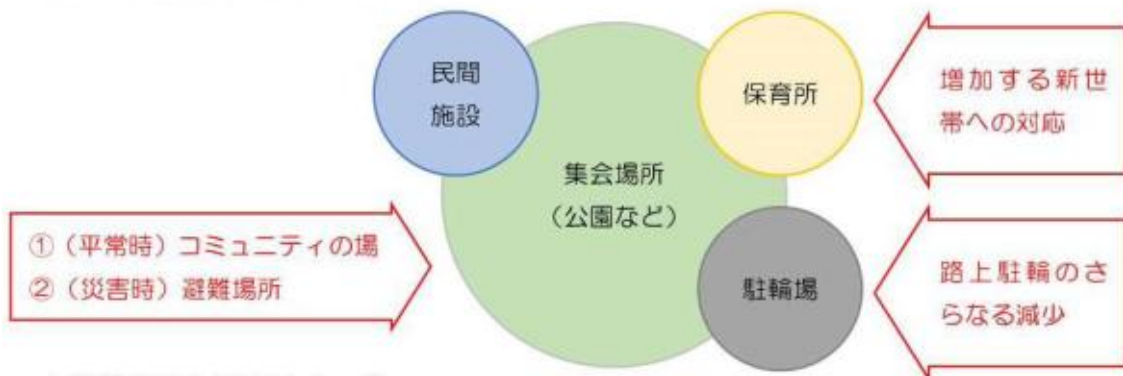 民間
施設
保育所
増加する新世
帯への対応
集会場所
（公園など）
①（平常時）コミュニティの場
②（災害時）避難場所
駐輪場
路上駐輪のさ
らなる減少